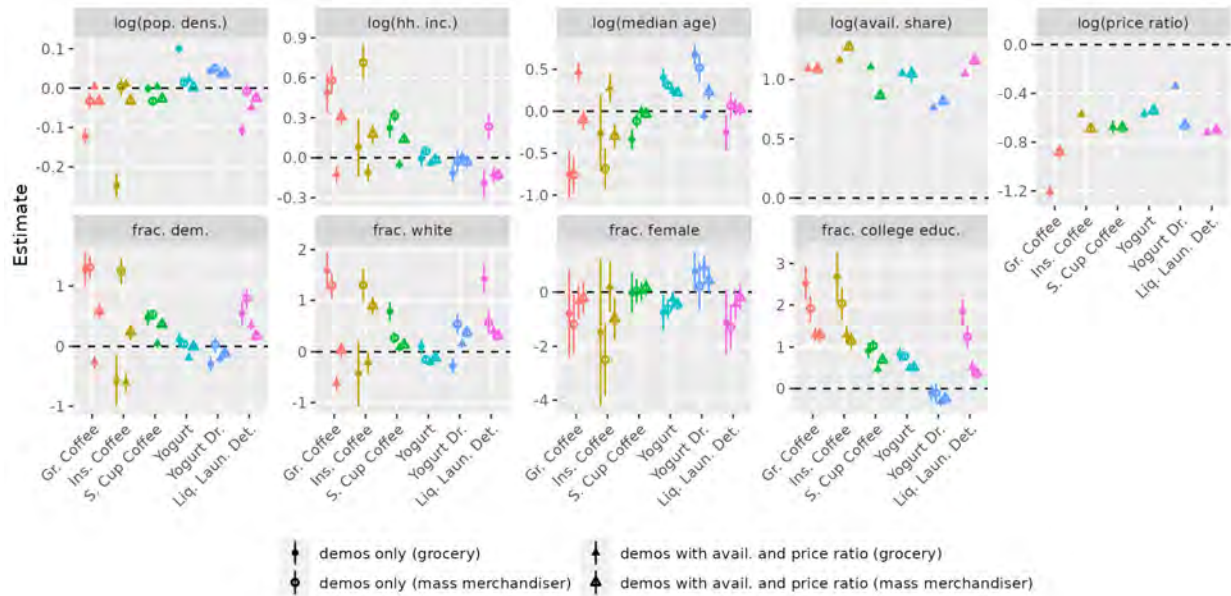 log(pop. dens.)
log(hh. inc.)
log(median age)
log(avail. share)
log(price ratio)
0.1
0.0
-0.1
-0.2
0.9
0.6
0.3
0.0
-0.3
0.5
0.0
-0.5
-1.0
1.0
0.5
0.0
0.0
-0.4
-0.8
-1.2
Estimate
frac. dem.
frac. white
frac. female
frac. college educ.
1
0
-1
2
1
0
-1
0
-2
-4
3
2
1
0
Gr. Coffee
Ins. Coffee
S. Cup Coffee
Yogurt
Yogurt Dr.
Liq. Laun. Det.
Gr. Coffee
Ins. Coffee
S. Cup Coffee
Yogurt
Yogurt Dr.
Liq. Laun. Det.
Gr. Coffee
Ins. Coffee
S. Cup Coffee
Yogurt
Yogurt Dr.
Liq. Laun. Det.
Gr. Coffee
Ins. Coffee
S. Cup Coffee
Yogurt
Yogurt Dr.
Liq. Laun. Det.
Gr. Coffee
Ins. Coffee
S. Cup Coffee
Yogurt
Yogurt Dr.
Liq. Laun. Det.
demos only (grocery)
demos only (mass merchandiser)
demos with avail. and price ratio (grocery)
demos with avail. and price ratio (mass merchandiser)